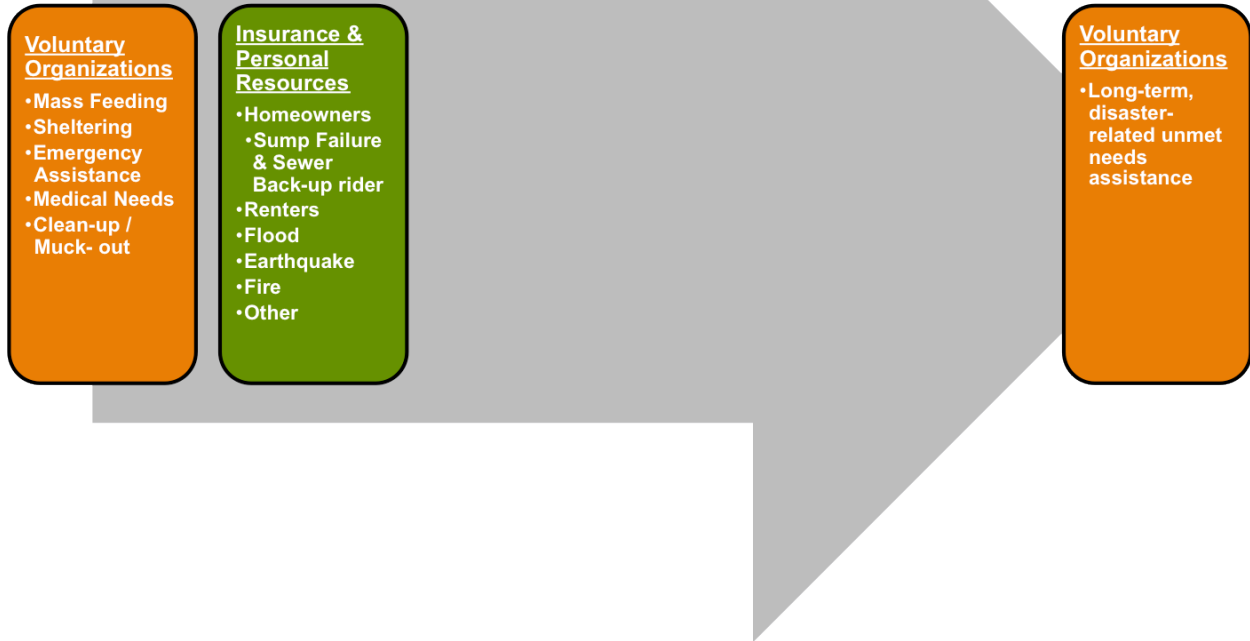 Voluntary
Organizations
•Mass Feeding
•Sheltering
•Emergency
Assistance
•Medical Needs
•Clean-up /
Muck- out
Insurance &
Personal
Resources
•Homeowners
•Sump Failure
& Sewer
Back-up rider
•Renters
•Flood
•Earthquake
•Fire
•Other
Voluntary
Organizations
•Long-term,
disaster-
related unmet
needs
assistance